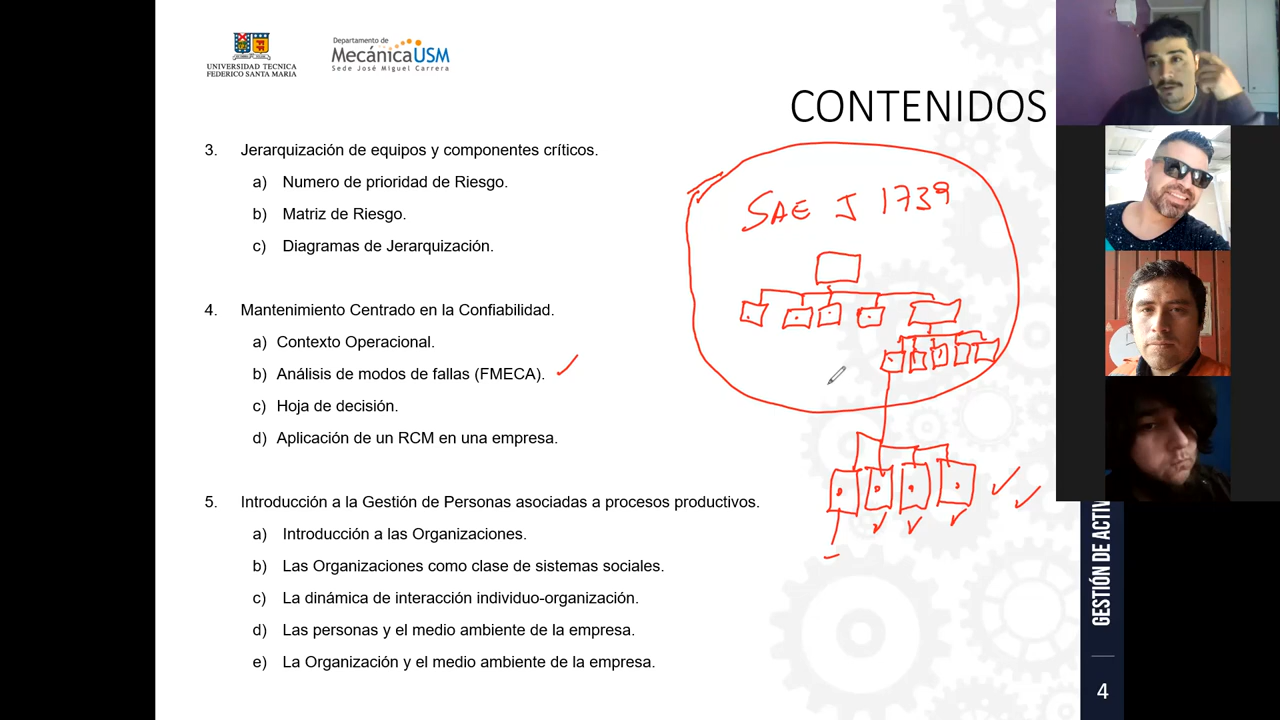 UNIVERSIDAD TECNICA
FEDERICO SANTA MARIA
Departamento de
MecánicaUSM
Sede José Miguel Carrera
CONTENIDOS
3. Jerarquización de equipos y componentes críticos.
a) Numero de prioridad de Riesgo.
b) Matriz de Riesgo.
c) Diagramas de Jerarquización.
SAE J 1739
4. Mantenimiento Centrado en la Confiabilidad.
a) Contexto Operacional.
b) Análisis de modos de fallas (FMECA).
c) Hoja de decisión.
d) Aplicación de un RCM en una empresa.
5. Introducción a la Gestión de Personas asociadas a procesos productivos.
a) Introducción a las Organizaciones.
b) Las Organizaciones como clase de sistemas sociales.
c) La dinámica de interacción individuo-organización.
d) Las personas y el medio ambiente de la empresa.
e) La Organización y el medio ambiente de la empresa.
GESTIÓN DE ACTIV
4